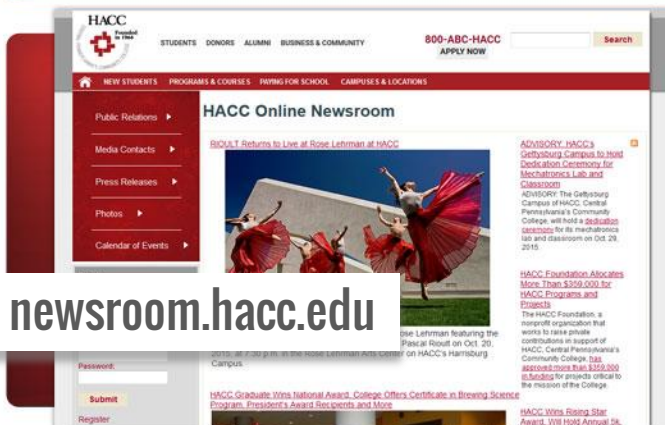 HACC
Founded
in 1964
STUDENTS DONORS ALUMNI BUSINESS & COMMUNITY
800-ABC-HACC
APPLY NOW
Search
NEW STUDENTS PROGRAMS & COURSES PAYING FOR SCHOOL CAMPUSES & LOCATIONS
Public Relations
Media Contacts
Press Releases
Photos
Calendar of Events
HACC Online Newsroom
RIOULT Returns to Live at Rose Lehrman at HACC
newsroom.hacc.edu
ose Lehrman featuring the
Pascal Rioult on Oct. 20,
2015, at 7:30 p.m. in the Rose Lehrman Arts Center on HACC's Harrisburg
Campus.
Password:
Submit
Register
HACC Graduate Wins National Award, College Offers Certificate in Brewing Science
Program, President's Award Recipients and More
ADVISORY: HACC's
Gettysburg Campus to Hold
Dedication Ceremony for
Mechatronics Lab and
Classroom
ADVISORY: The Gettysburg
Campus of HACC, Central
Pennsylvania's Community
College, will hold a dedication
ceremony for its mechatronics
lab and classroom on Oct. 29,
2015.
HACC Foundation Allocates
More Than $359,000 for
HACC Programs and
Projects
The HACC Foundation, a
nonprofit organization that
works to raise private
contributions in support of
HACC, Central Pennsylvania's
Community College, has
approved more than $359,000
in funding for projects critical to
the mission of the College.
HACC Wins Rising Star
Award, Will Hold Annual 5k,